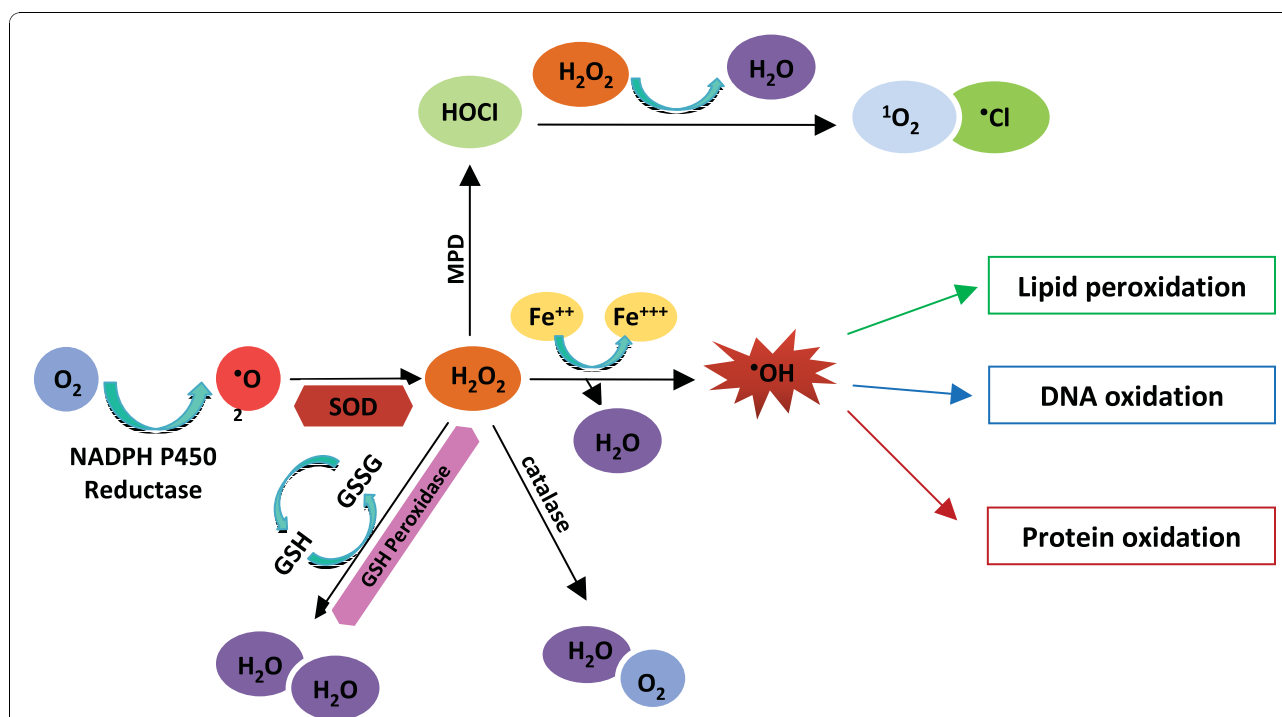 H₂O₂
H₂O
HOCl
¹O₂
•Cl
MPD
Fe⁺⁺
Fe⁺⁺⁺
Lipid peroxidation
O₂
•O
2
SOD
H₂O₂
•OH
DNA oxidation
H₂O
NADPH P450
Reductase
GSSG
GSH
GSH Peroxidase
catalase
Protein oxidation
H₂O
H₂O
H₂O
O₂